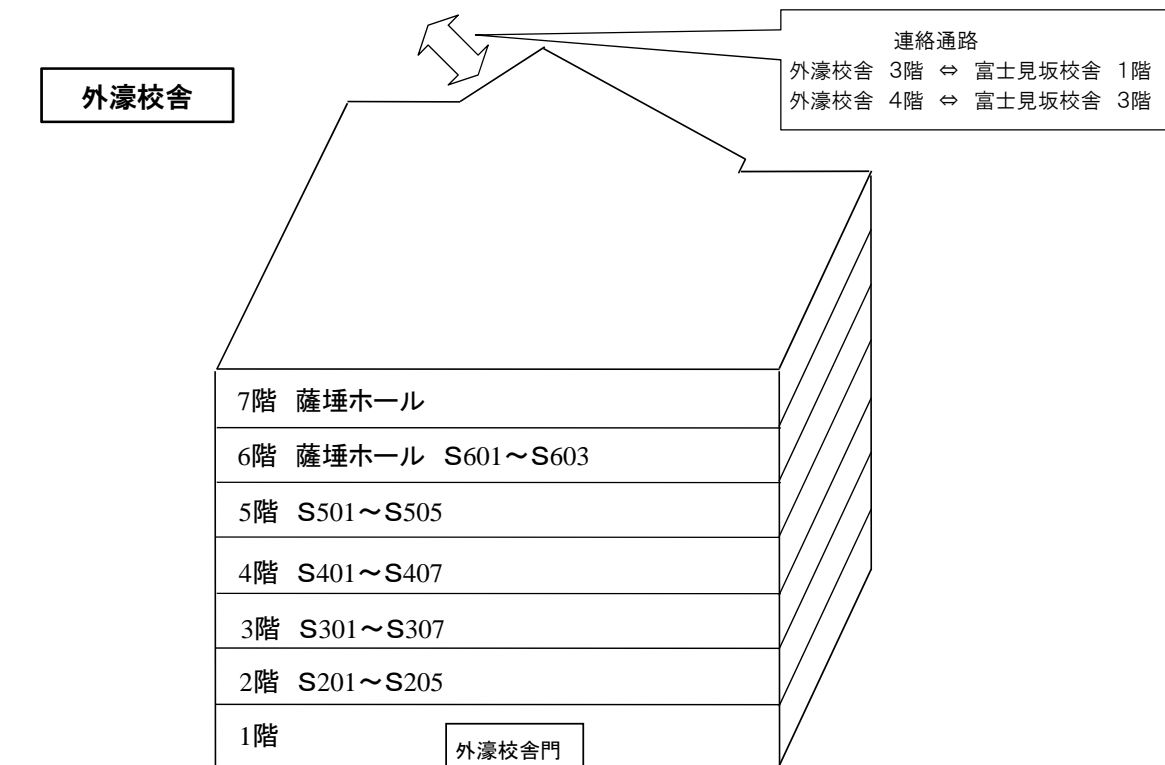 外濠校舎
連絡通路
外濠校舎 3階 ⇔ 富士見坂校舎 1階
外濠校舎 4階 ⇔ 富士見坂校舎 3階
7階 薩埵ホール
6階 薩埵ホール S601～S603
5階 S501～S505
4階 S401～S407
3階 S301～S307
2階 S201～S205
1階
外濠校舎門